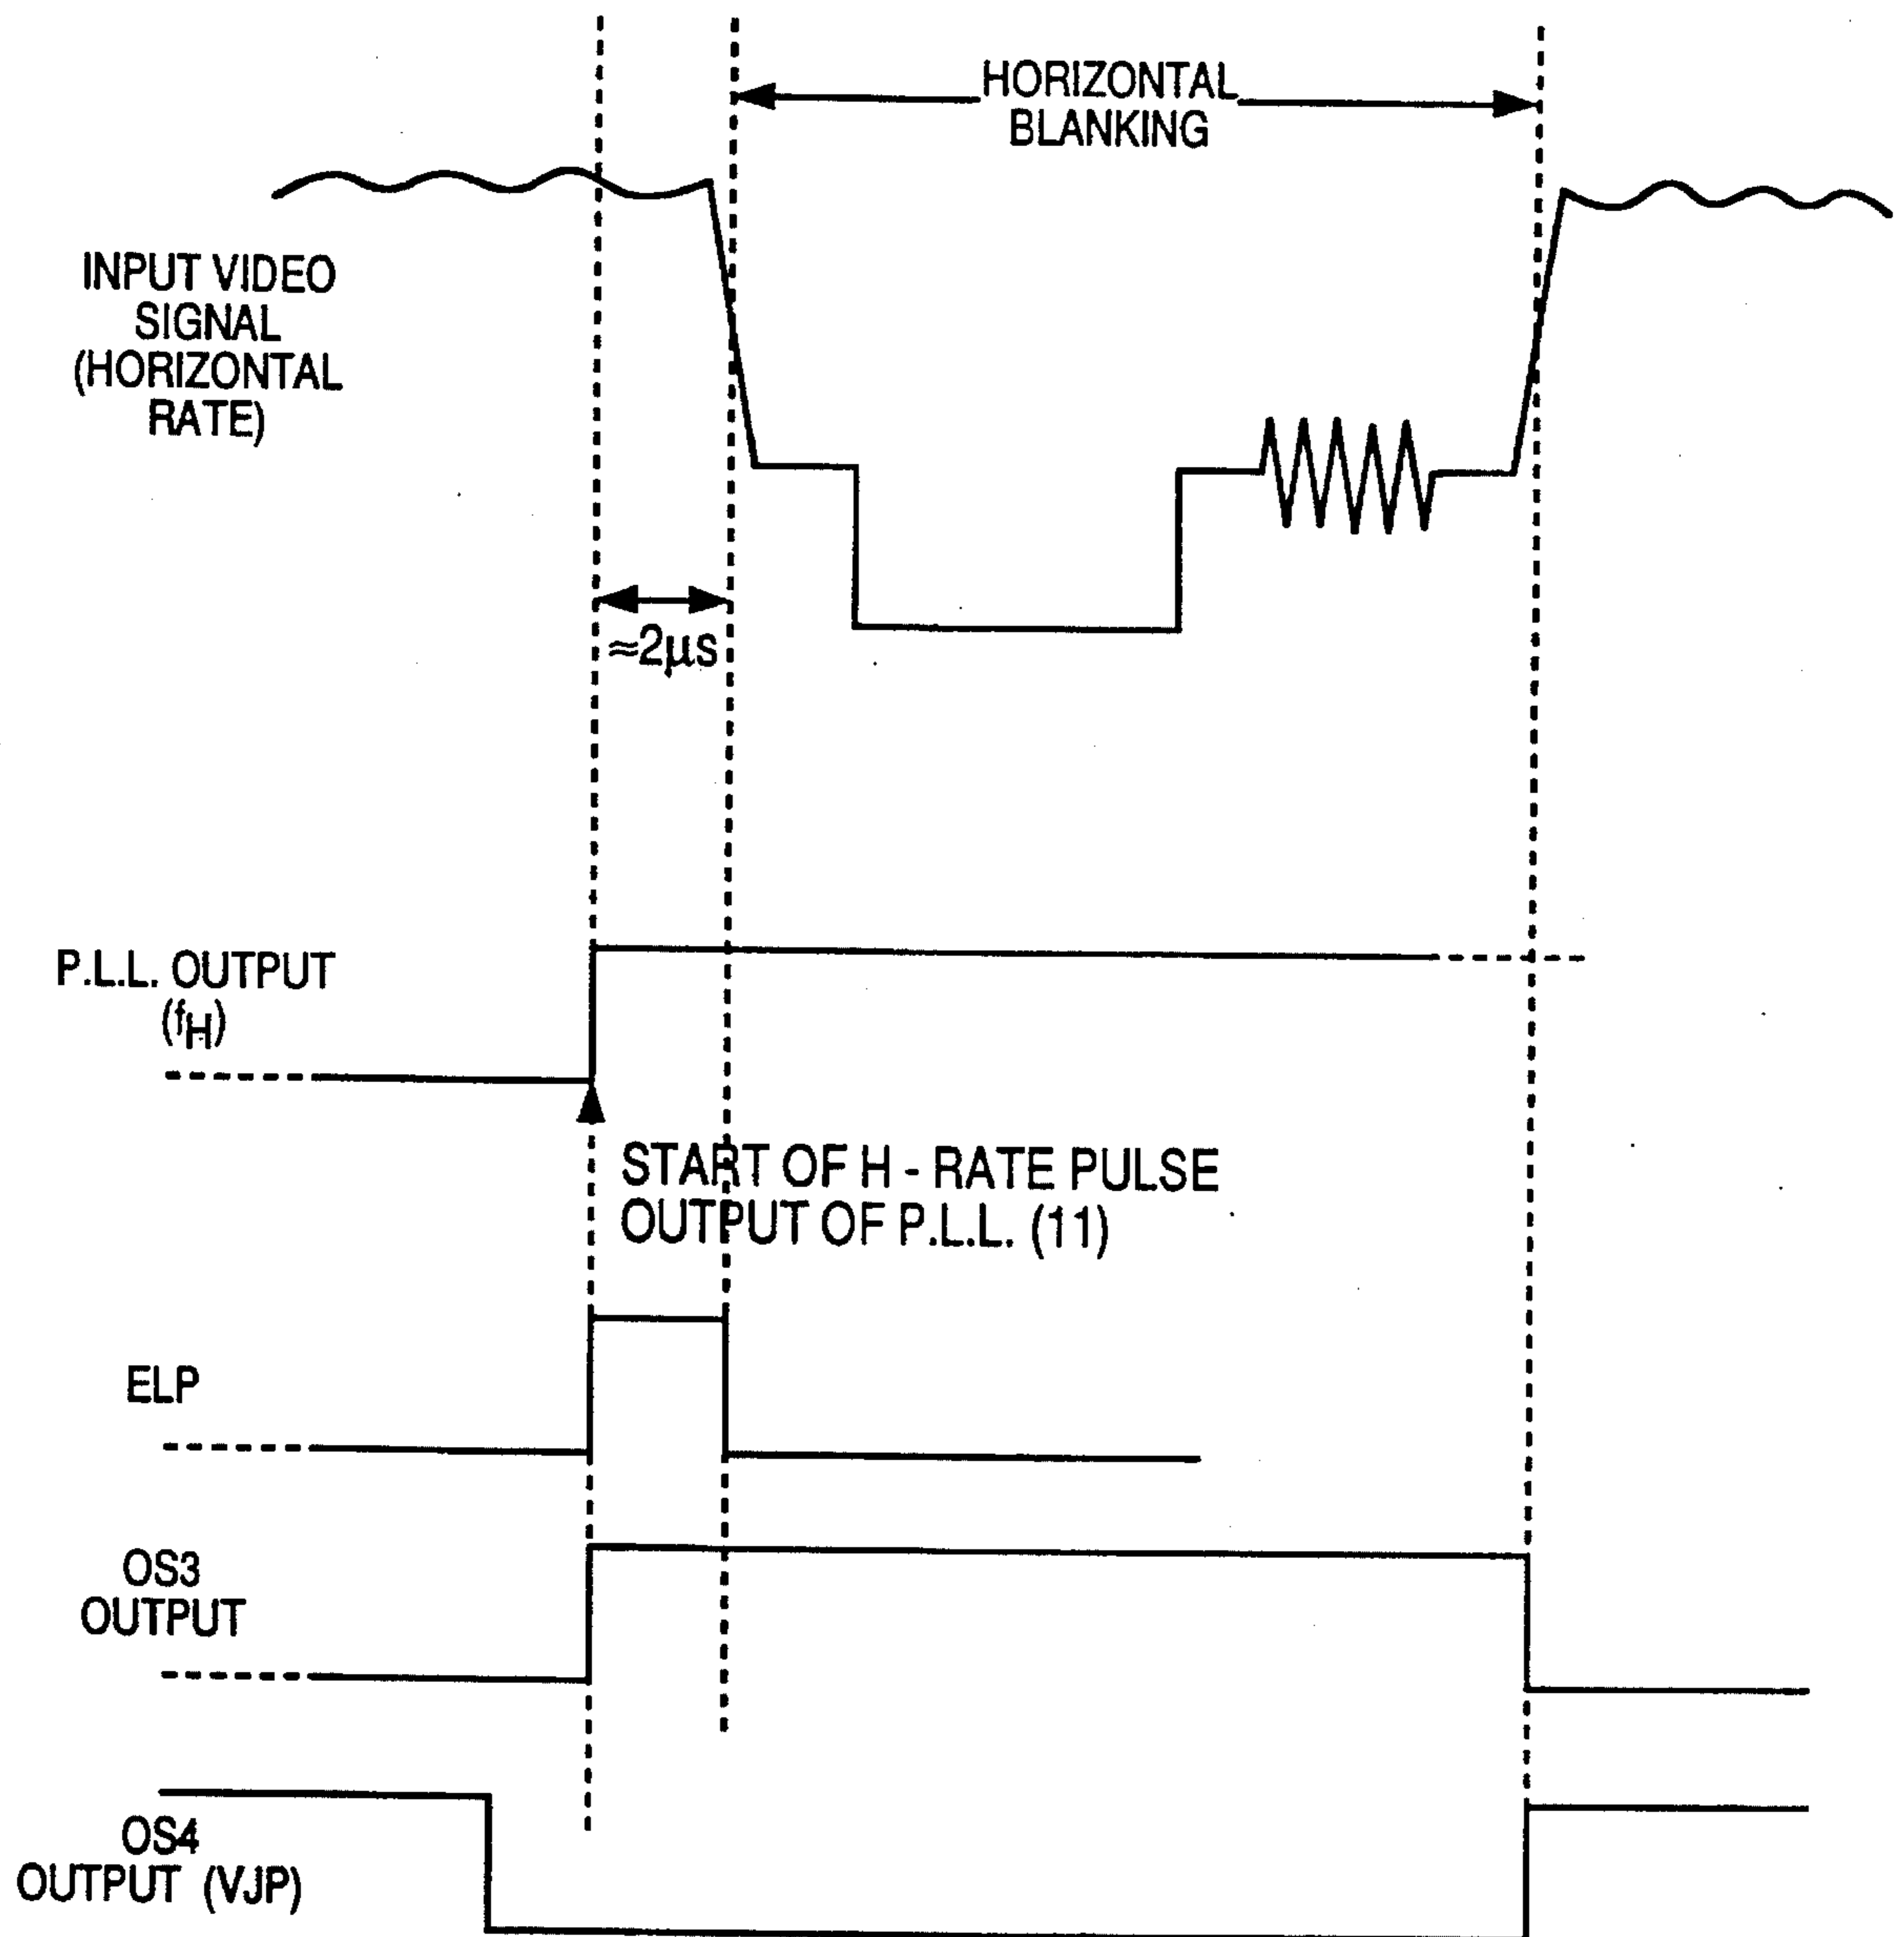 HORIZONTAL
BLANKING
INPUT VIDEO
SIGNAL
(HORIZONTAL
RATE)
≈2μs
P.L.L. OUTPUT
(fH)
START OF H - RATE PULSE
OUTPUT OF P.L.L. (11)
ELP
OS3
OUTPUT
OS4
OUTPUT (VJP)